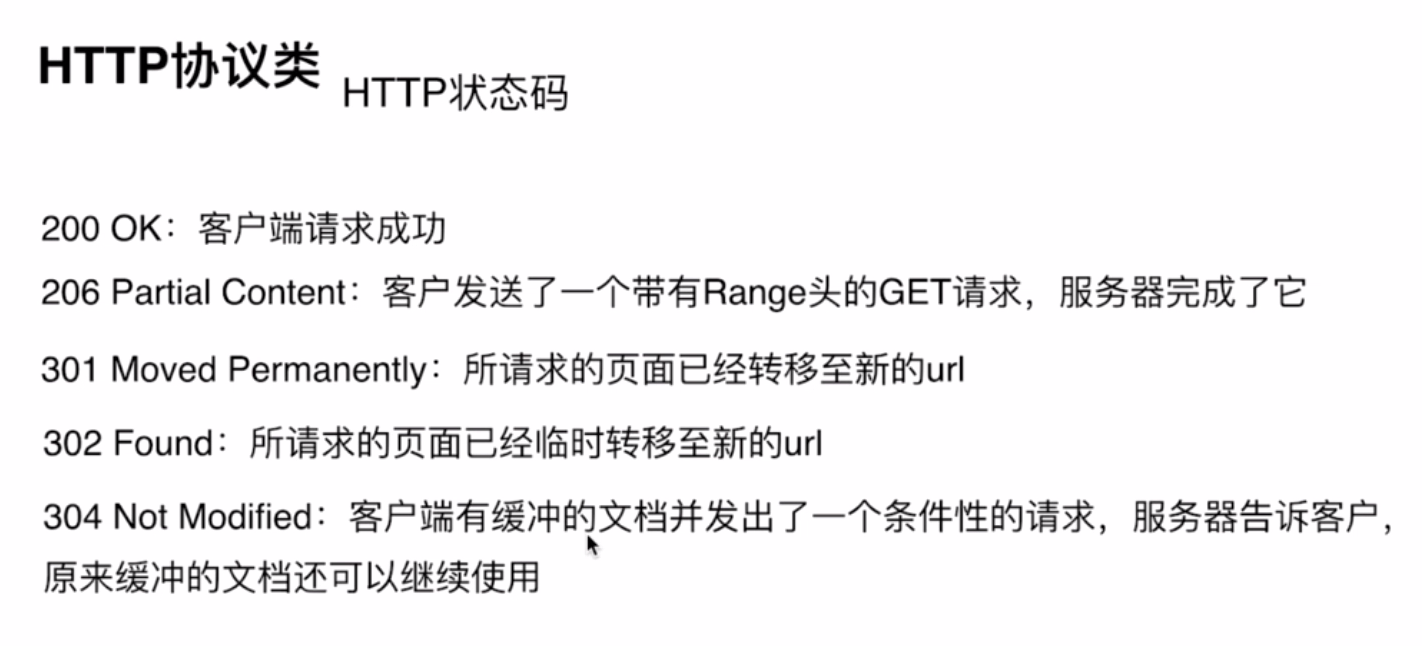 HTTP协议类 HTTP状态码
200 OK：客户端请求成功
206 Partial Content：客户发送了一个带有Range头的GET请求，服务器完成了它
301 Moved Permanently：所请求的页面已经转移至新的url
302 Found：所请求的页面已经临时转移至新的url
304 Not Modified：客户端有缓冲的文档并发出了一个条件性的请求，服务器告诉客户，
原来缓冲的文档还可以继续使用